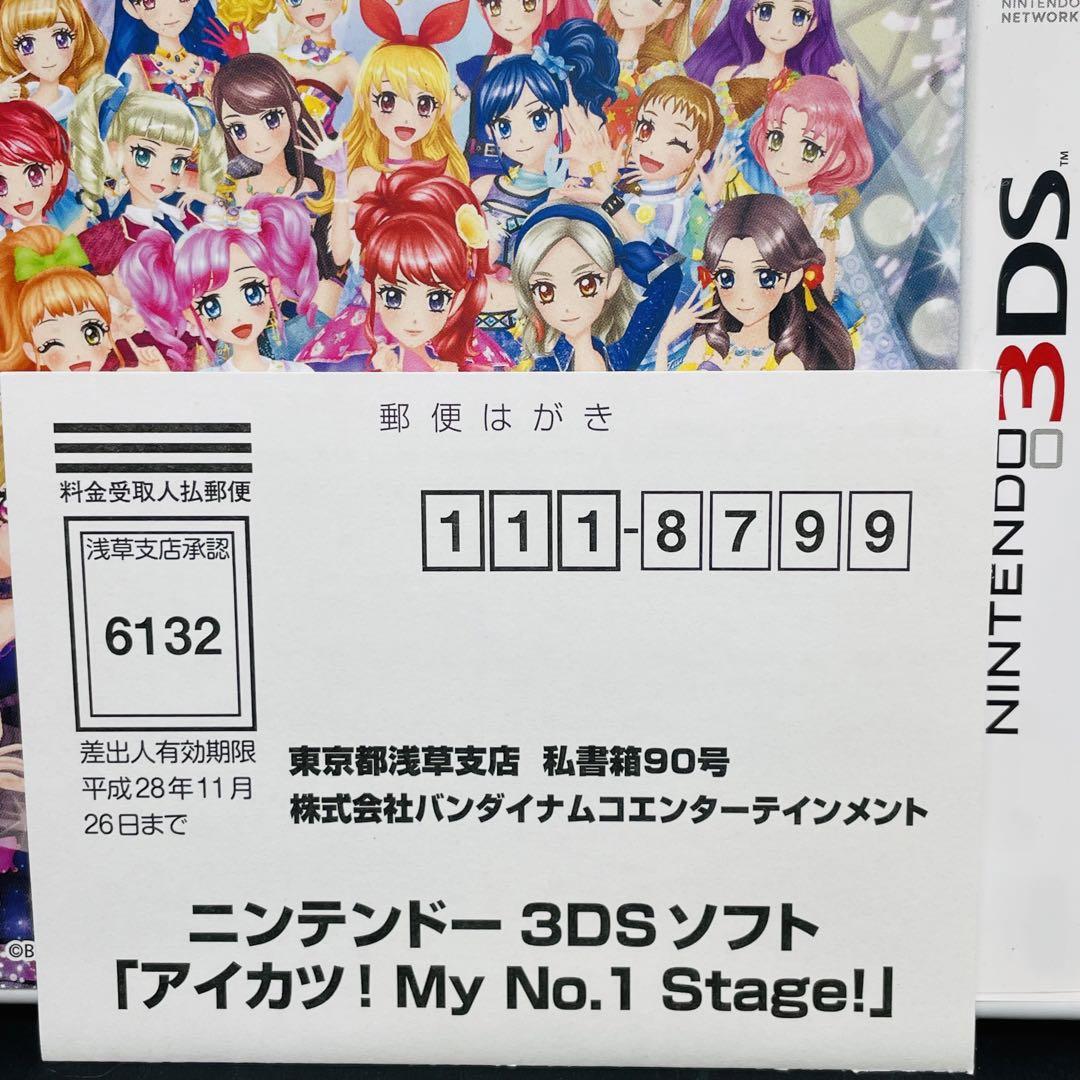 NINTENDO
NETWORK
NINTENDO 3DS™
郵便はがき
料金受取人払郵便
111-8799
浅草支店承認
6132
差出人有効期限
平成28年11月
26日まで
東京都浅草支店 私書箱90号
株式会社バンダイナムコエンターテインメント
ニンテンドー3DSソフト
「アイカツ!My No.1 Stage!」
©B